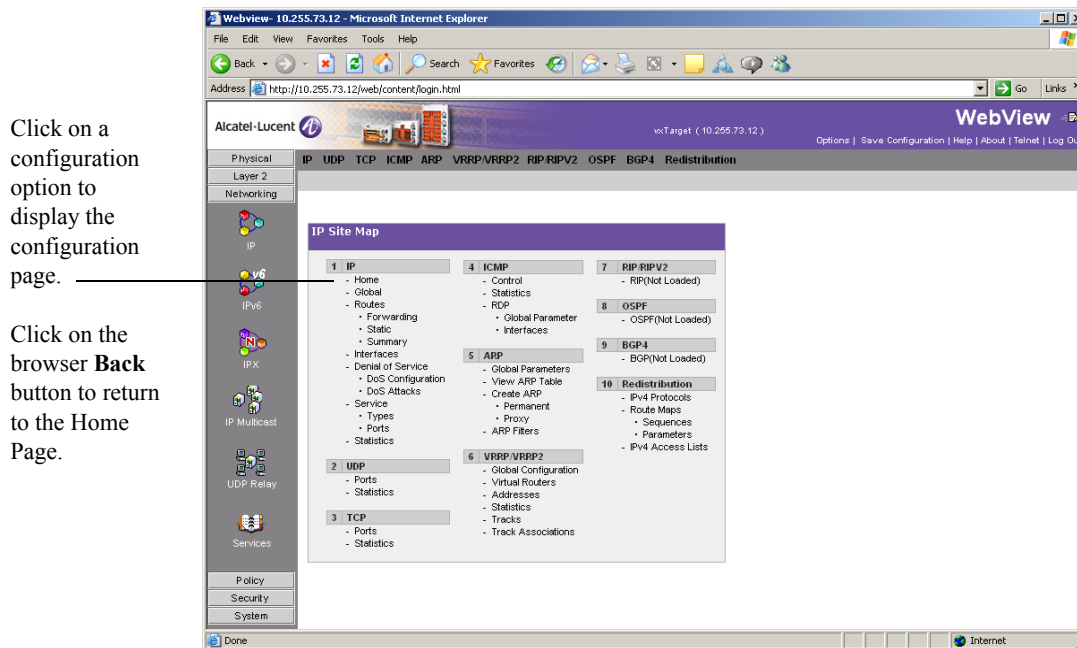 Click on a
configuration
option to
display the
configuration
page.
Click on the
browser Back
button to return
to the Home
Page.
Webview- 10.255.73.12 - Microsoft Internet Explorer
File Edit View Favorites Tools Help
Back Search Favorites
Address http://10.255.73.12/web/content/login.html Go Links
Alcatel-Lucent
vxTarget ( 10.255.73.12 )
WebView
Options | Save Configuration | Help | About | Telnet | Log Ou
Physical
Layer 2
Networking
IP
IPv6
IPX
IP Multicast
UDP Relay
Services
Policy
Security
System
IP UDP TCP ICMP ARP VRRP/VRRP2 RIP/RIPV2 OSPF BGP4 Redistribution
IP Site Map
1 IP
- Home
- Global
- Routes
• Forwarding
• Static
• Summary
- Interfaces
- Denial of Service
• DoS Configuration
• DoS Attacks
- Service
• Types
• Ports
- Statistics
2 UDP
- Ports
- Statistics
3 TCP
- Ports
- Statistics
4 ICMP
- Control
- Statistics
- RDP
• Global Parameter
• Interfaces
5 ARP
- Global Parameters
- View ARP Table
- Create ARP
• Permanent
• Proxy
- ARP Filters
6 VRRP/VRRP2
- Global Configuration
- Virtual Routers
- Addresses
- Statistics
- Tracks
- Track Associations
7 RIP/RIPV2
- RIP(Not Loaded)
8 OSPF
- OSPF(Not Loaded)
9 BGP4
- BGP(Not Loaded)
10 Redistribution
- IPv4 Protocols
- Route Maps
• Sequences
• Parameters
- IPv4 Access Lists
Done
Internet